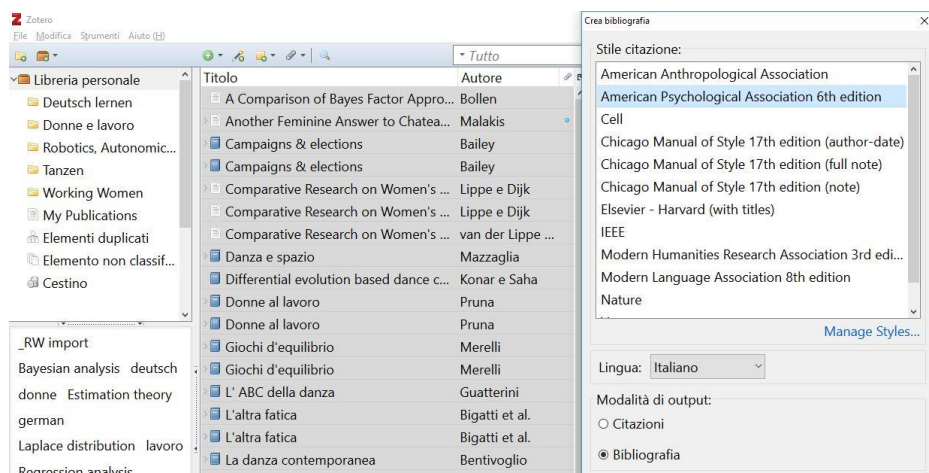 Zotero
File Modifica Strumenti Aiuto (H)
Tutto
Libreria personale
Deutsch lernen
Donne e lavoro
Robotics, Autonomic...
Tanzen
Working Women
My Publications
Elementi duplicati
Elemento non classif...
Cestino
_RW import
Bayesian analysis deutsch
donne Estimation theory
german
Laplace distribution lavoro
Regression analysis
Titolo Autore
A Comparison of Bayes Factor Appro... Bollen
Another Feminine Answer to Chatea... Malakis
Campaigns & elections Bailey
Campaigns & elections Bailey
Comparative Research on Women's ... Lippe e Dijk
Comparative Research on Women's ... Lippe e Dijk
Comparative Research on Women's ... van der Lippe ...
Danza e spazio Mazzaglia
Differential evolution based dance c... Konar e Saha
Donne al lavoro Pruna
Donne al lavoro Pruna
Giochi d'equilibrio Merelli
Giochi d'equilibrio Merelli
L' ABC della danza Guatterini
L'altra fatica Bigatti et al.
L'altra fatica Bigatti et al.
La danza contemporanea Bentivoglio
Crea bibliografia
Stile citazione:
American Anthropological Association
American Psychological Association 6th edition
Cell
Chicago Manual of Style 17th edition (author-date)
Chicago Manual of Style 17th edition (full note)
Chicago Manual of Style 17th edition (note)
Elsevier - Harvard (with titles)
IEEE
Modern Humanities Research Association 3rd edi...
Modern Language Association 8th edition
Nature
Manage Styles...
Lingua: Italiano
Modalità di output:
Citazioni
Bibliografia